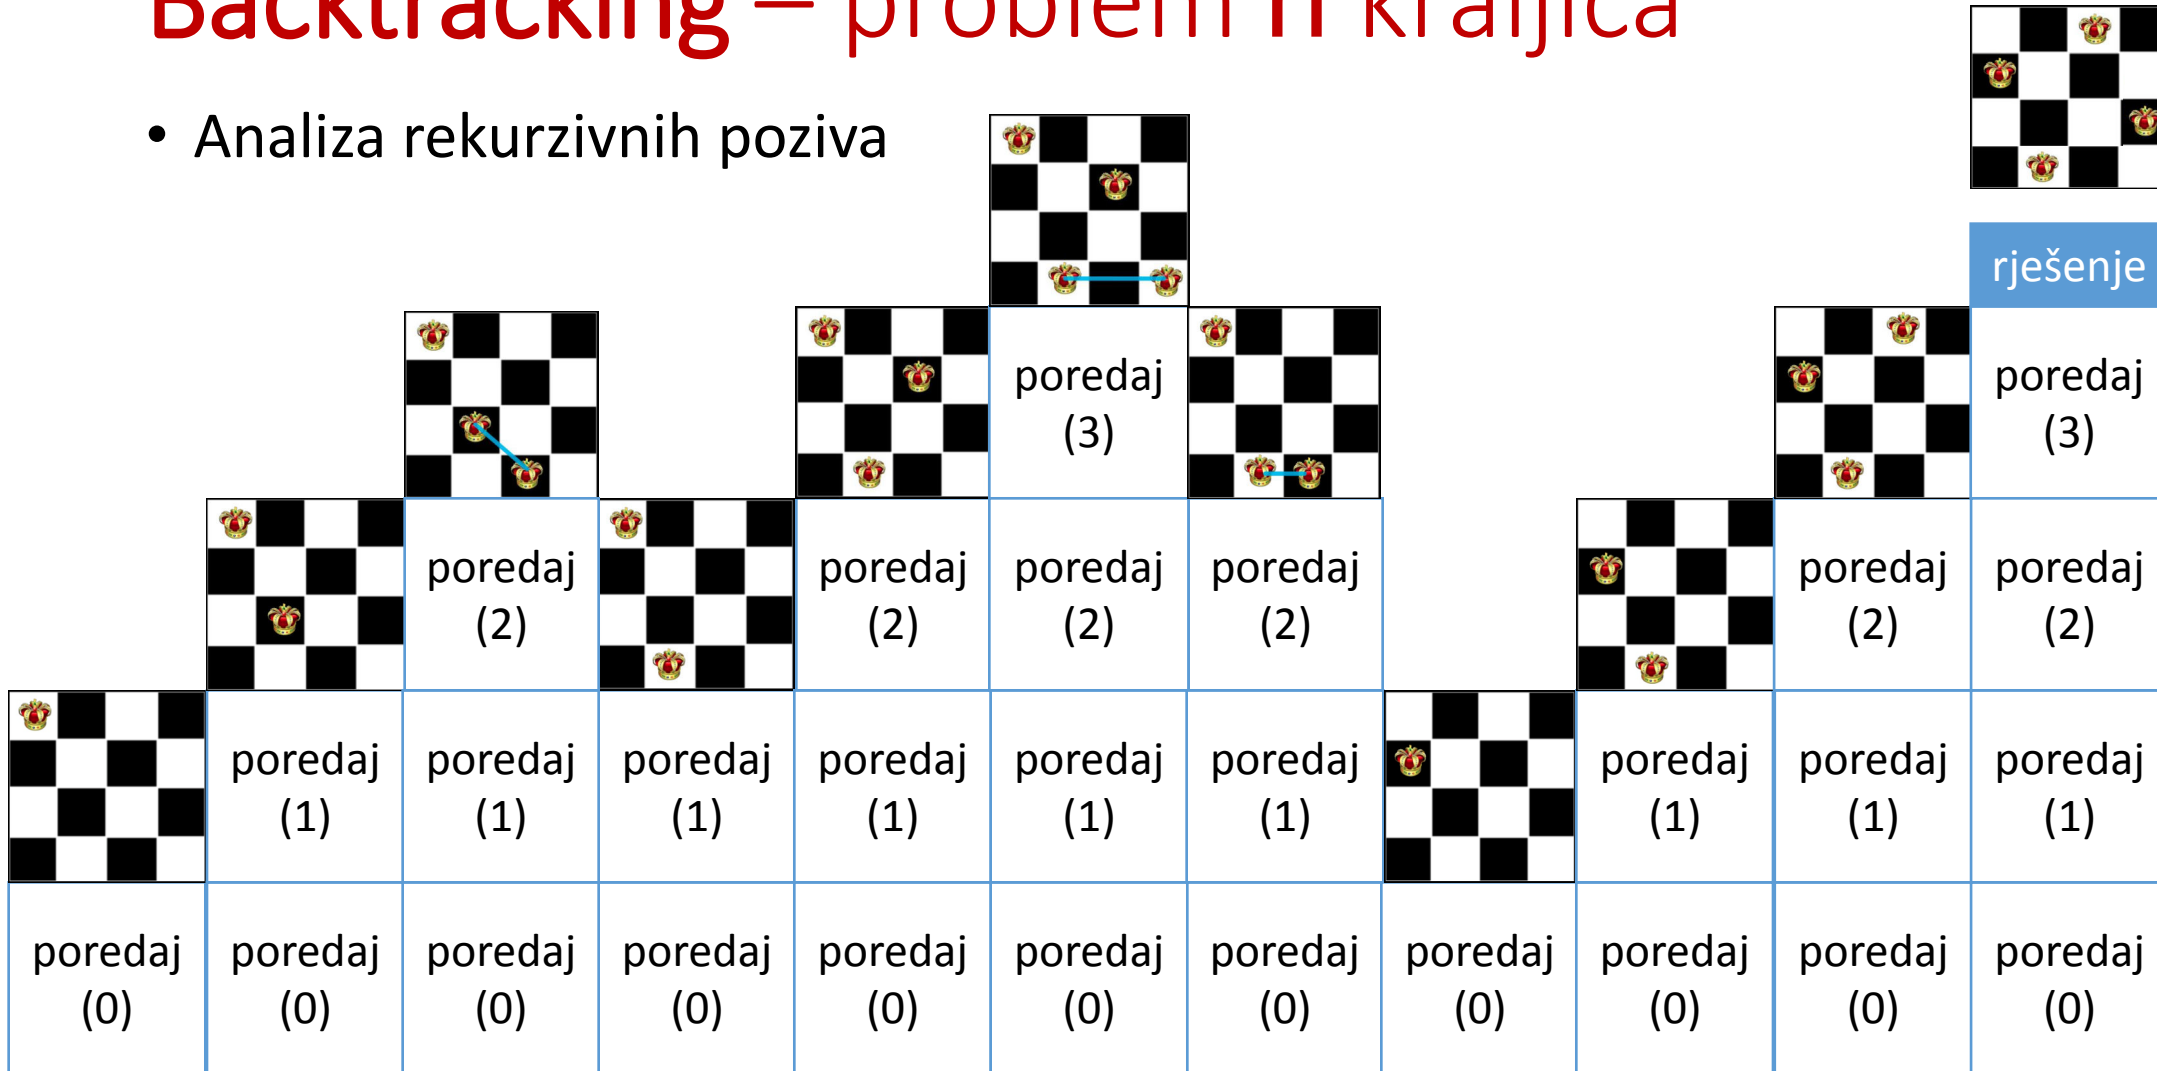 Backtracking – problem n kraljica
• Analiza rekurzivnih poziva
rješenje
poredaj
(3)
poredaj
(3)
poredaj
(2)
poredaj
(2)
poredaj
(2)
poredaj
(2)
poredaj
(2)
poredaj
(2)
poredaj
(1)
poredaj
(1)
poredaj
(1)
poredaj
(1)
poredaj
(1)
poredaj
(1)
poredaj
(1)
poredaj
(1)
poredaj
(1)
poredaj
(0)
poredaj
(0)
poredaj
(0)
poredaj
(0)
poredaj
(0)
poredaj
(0)
poredaj
(0)
poredaj
(0)
poredaj
(0)
poredaj
(0)
poredaj
(0)